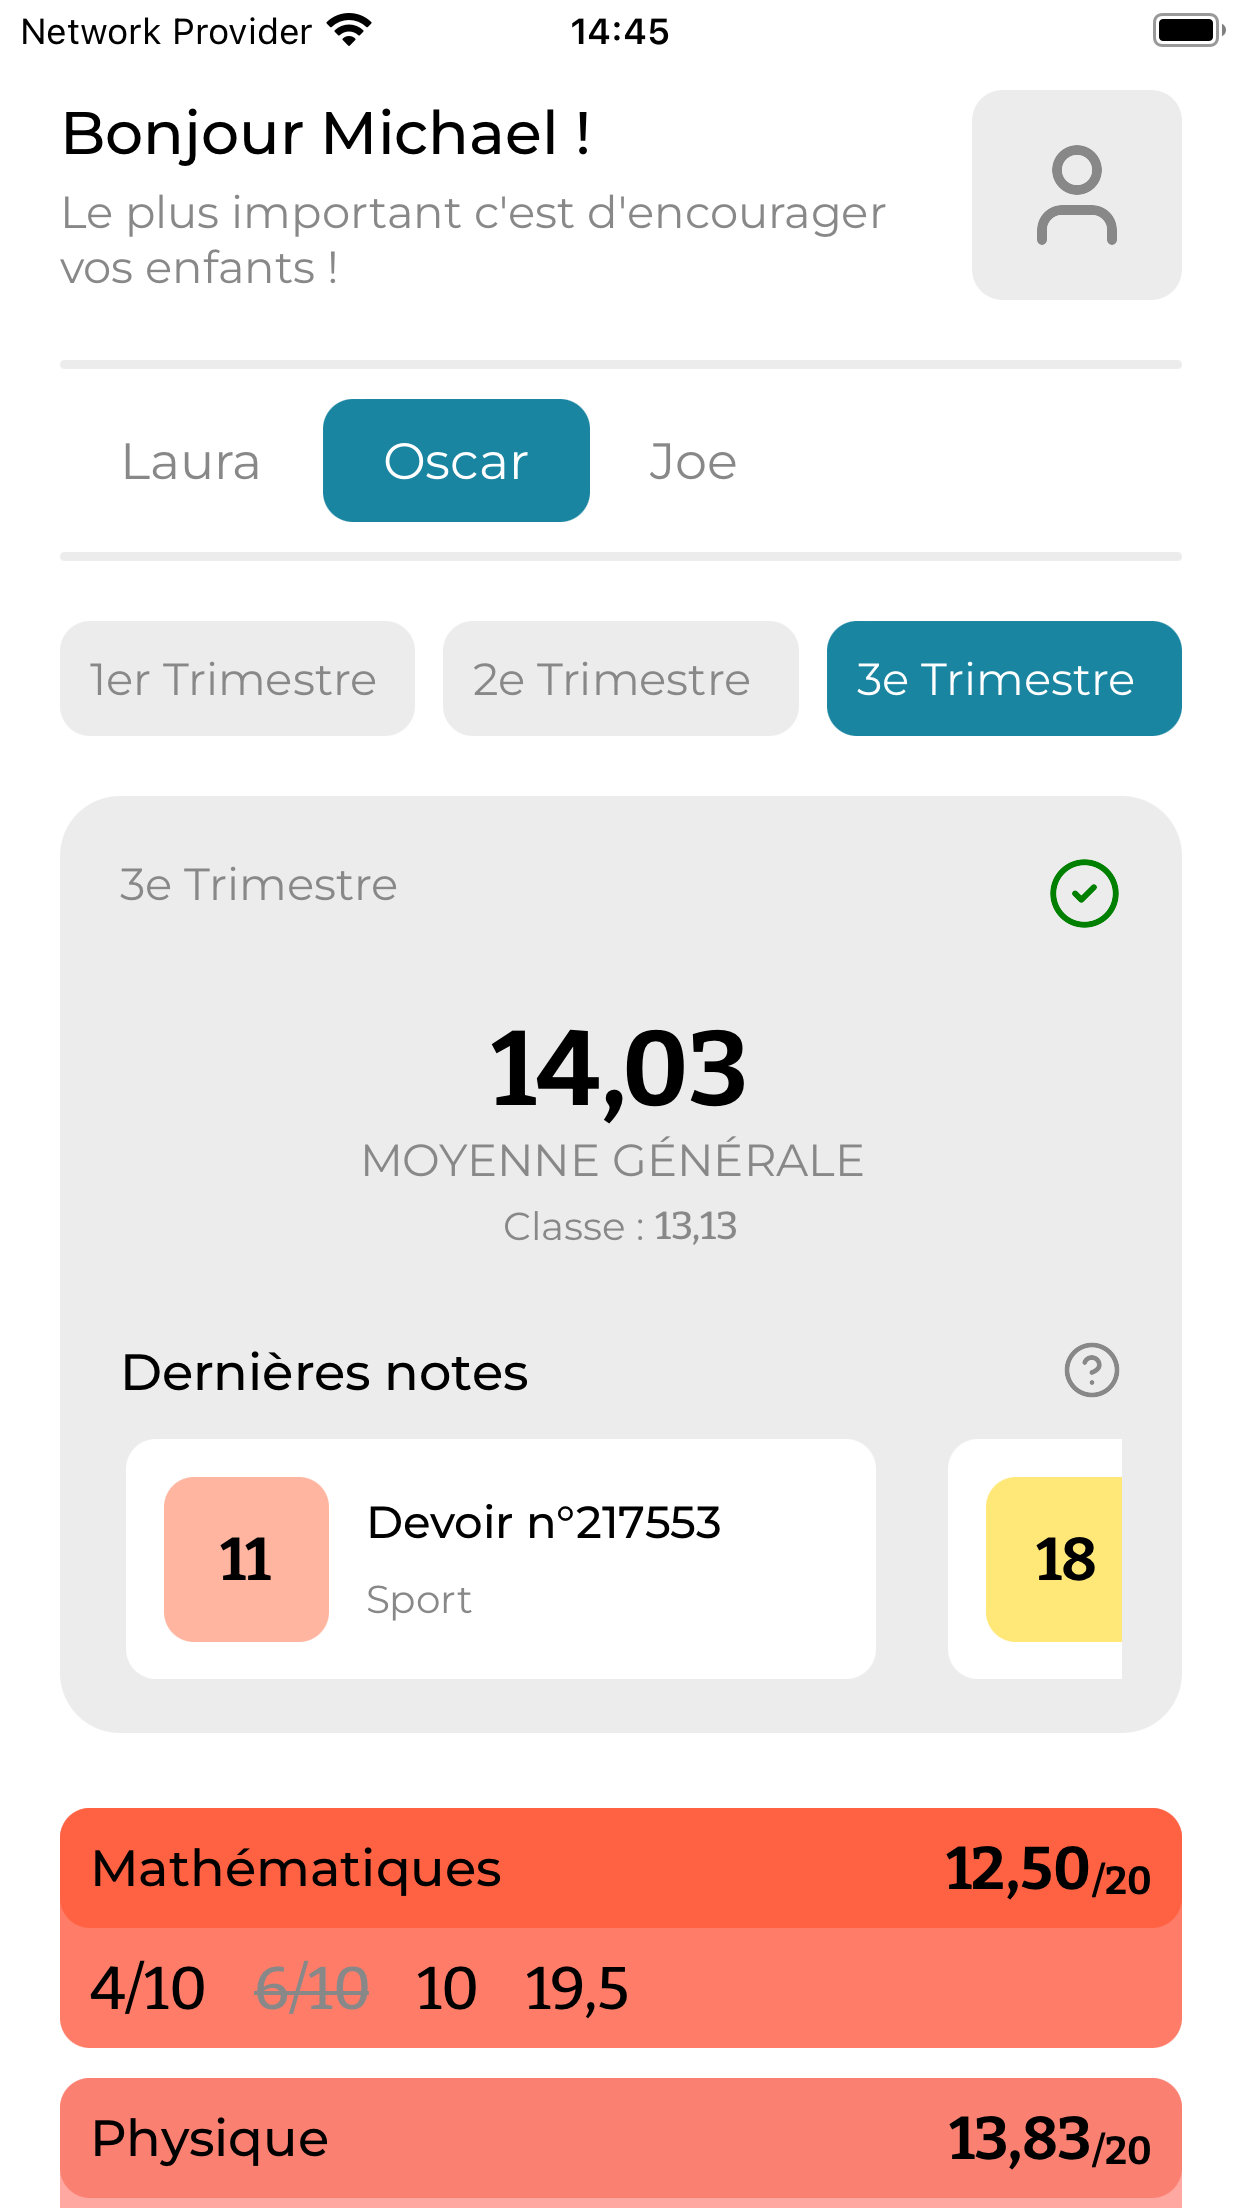 Network Provider 14:45
Bonjour Michael !
Le plus important c'est d'encourager
vos enfants !
Laura Oscar Joe
1er Trimestre 2e Trimestre 3e Trimestre
3e Trimestre
14,03
MOYENNE GÉNÉRALE
Classe : 13,13
Dernières notes
11 Devoir n°217553
Sport
18
Mathématiques 12,50/20
4/10 6/10 10 19,5
Physique 13,83/20